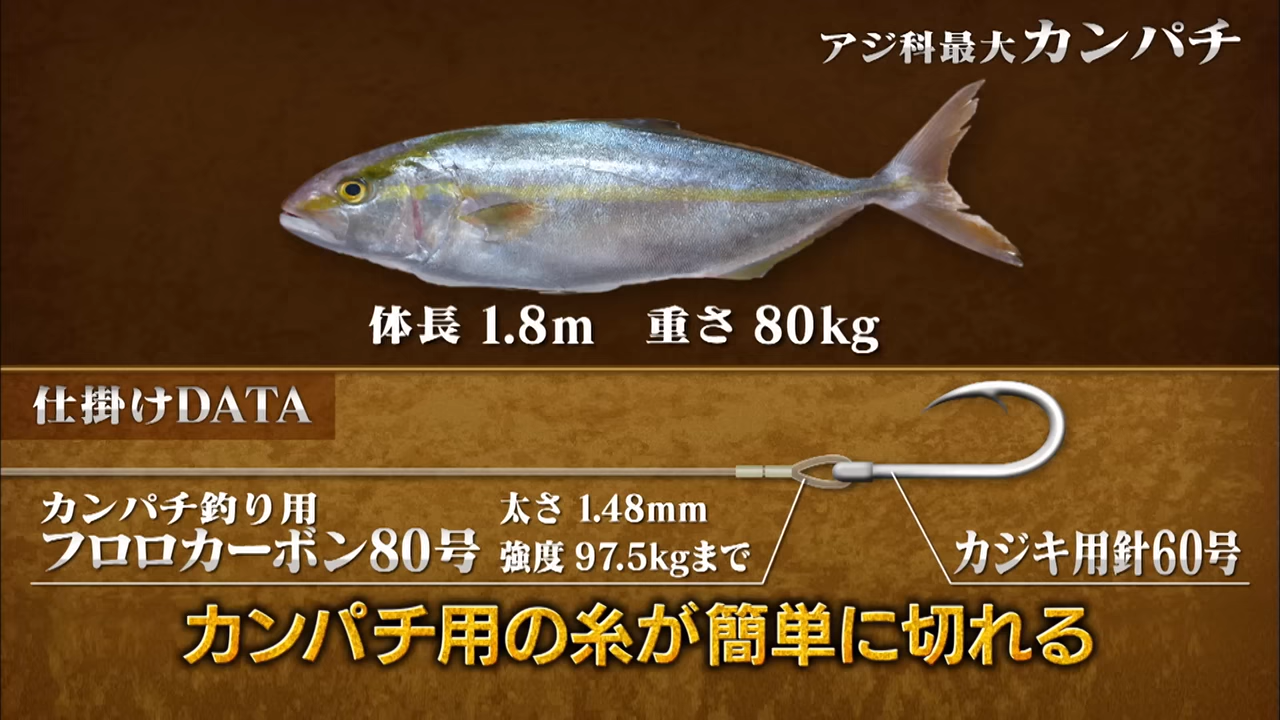 アジ科最大カンパチ
体長 1.8m 重さ 80kg
仕掛けDATA
カンパチ釣り用
フロロカーボン80号
太さ 1.48mm
強度 97.5kgまで
カジキ用針60号
カンパチ用の糸が簡単に切れる